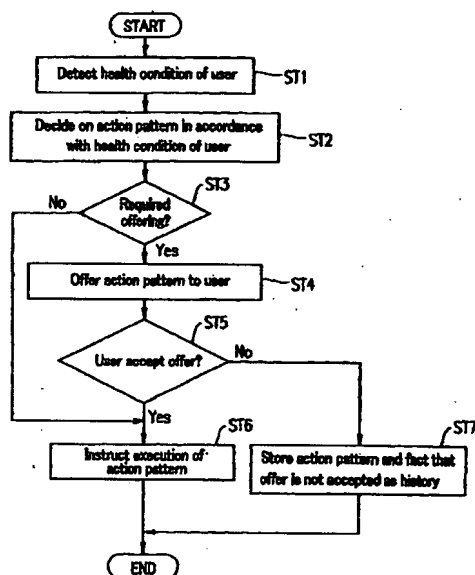 START
Detect health condition of user
ST1
Decide on action pattern in accordance
with health condition of user
ST2
ST3
No
Required
offering?
Yes
Offer action pattern to user
ST4
ST5
User accept offer?
No
Yes
ST6
Instruct execution of
action pattern
ST7
Store action pattern and fact that
offer is not accepted as history
END